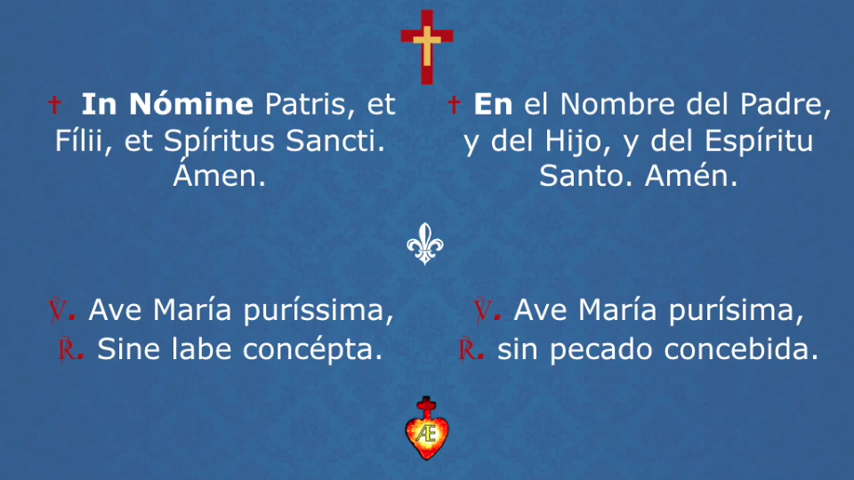 ✝ In Nómine Patris, et
Fílii, et Spíritus Sancti.
Ámen.
✝ En el Nombre del Padre,
y del Hijo, y del Espíritu
Santo. Amén.
℣. Ave María puríssima,
℟. Sine labe concépta.
℣. Ave María purísima,
℟. sin pecado concebida.
Æ